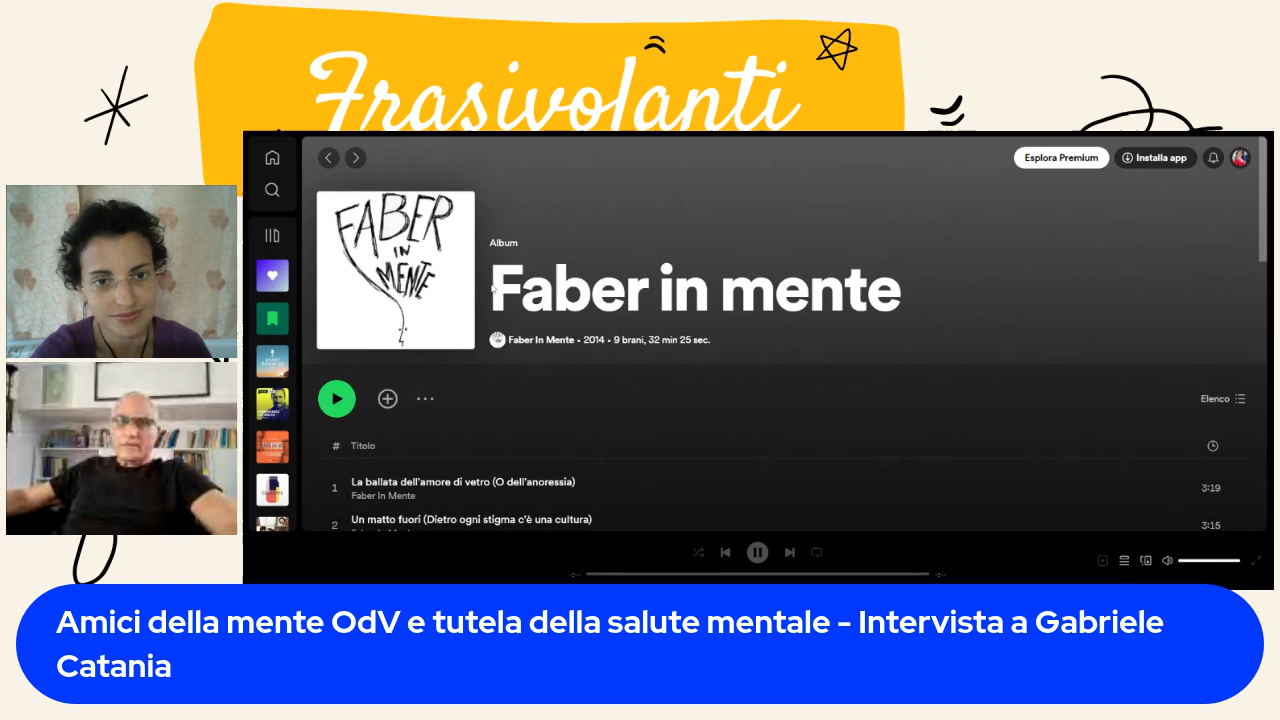 Frasivolanti
Esplora Premium
Installa app
FABER
IN
MENTE
Album
Faber in mente
Faber In Mente • 2014 • 9 brani, 32 min 25 sec.
Elenco
# Titolo
1 La ballata dell'amore di vetro (O dell'anoressia) 3:19
Faber In Mente
2 Un matto fuori (Dietro ogni stigma c'è una cultura) 3:15
Amici della mente OdV e tutela della salute mentale - Intervista a Gabriele
Catania